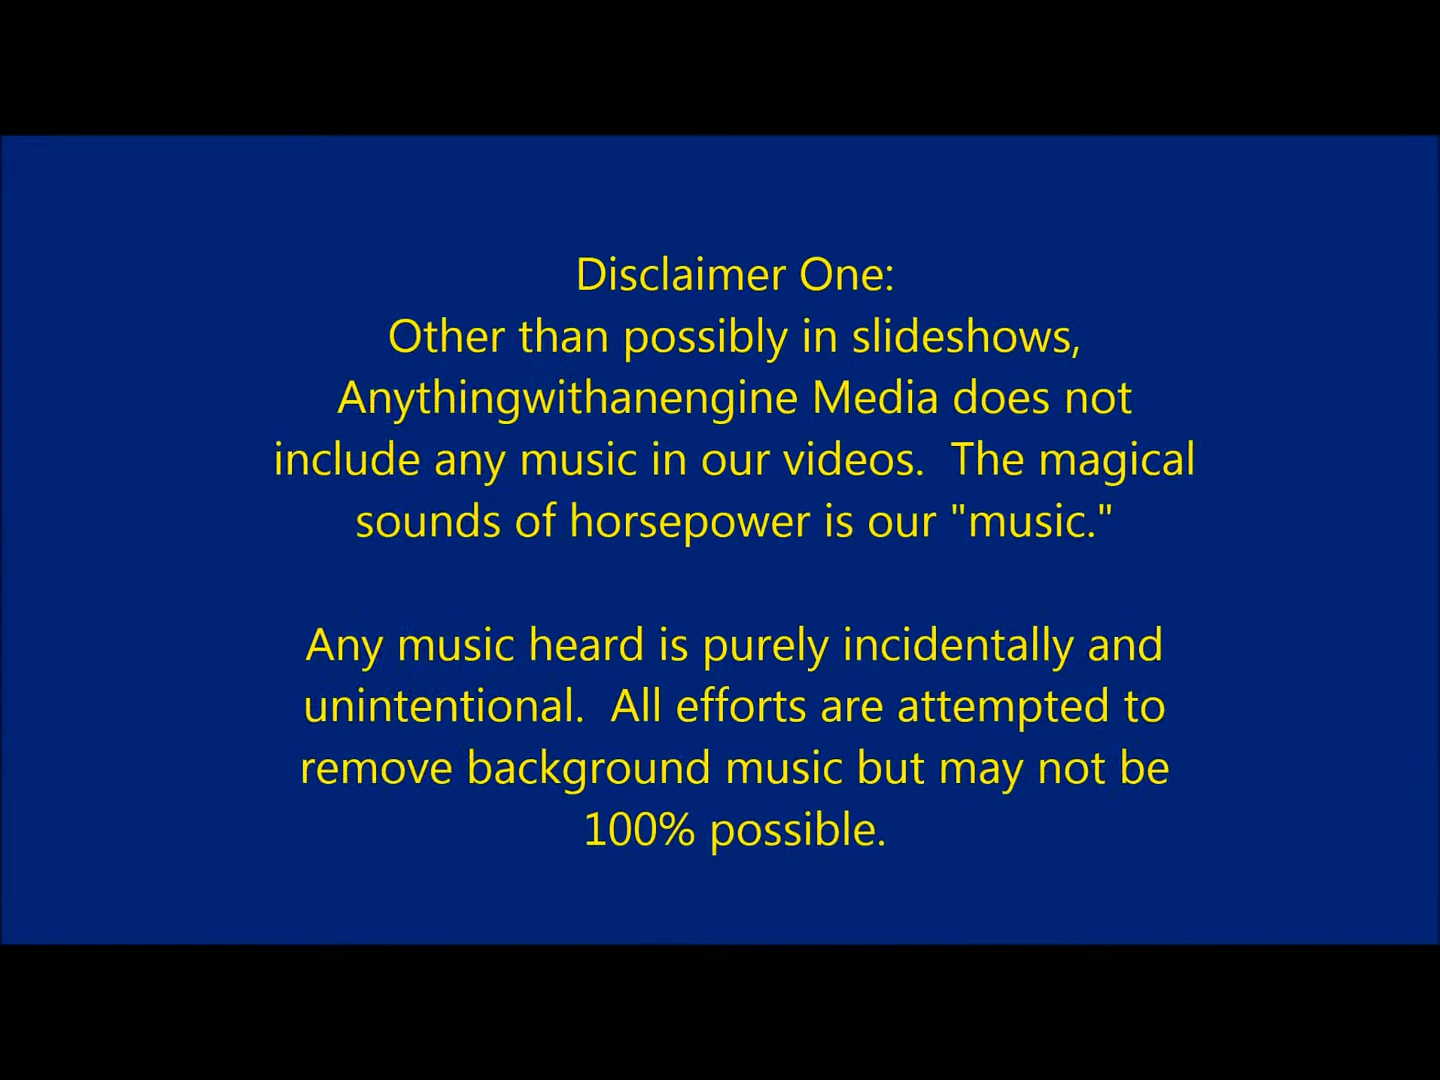 Disclaimer One:
Other than possibly in slideshows,
Anythingwithanengine Media does not
include any music in our videos.  The magical
sounds of horsepower is our "music."
Any music heard is purely incidentally and
unintentional.  All efforts are attempted to
remove background music but may not be
100% possible.